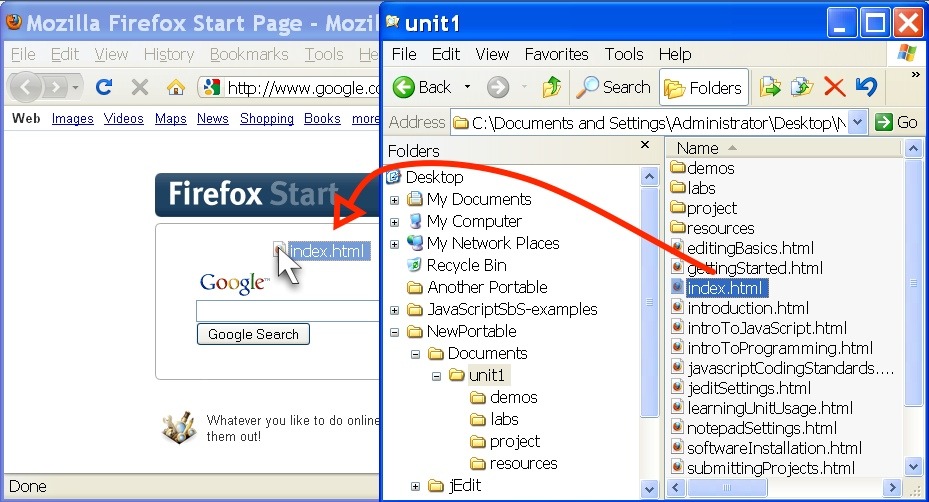 Mozilla Firefox Start Page - Mozil
File Edit View History Bookmarks Tools H
http://www.google.co
Web Images Videos Maps News Shopping Books more
Firefox Start
index.html
Google™
Google Search
Whatever you like to do online
them out!
Done
unit1
File Edit View Favorites Tools Help
Back Search Folders »
Address C:\Documents and Settings\Administrator\Desktop\N Go
Folders
Desktop
My Documents
My Computer
My Network Places
Recycle Bin
Another Portable
JavaScriptSbS-examples
NewPortable
Documents
unit1
demos
labs
project
resources
jEdit
Name
demos
labs
project
resources
editingBasics.html
gettingStarted.html
index.html
introduction.html
introToJavaScript.html
introToProgramming.html
javascriptCodingStandards....
jeditSettings.html
learningUnitUsage.html
notepadSettings.html
softwareInstallation.html
submittingProjects.html